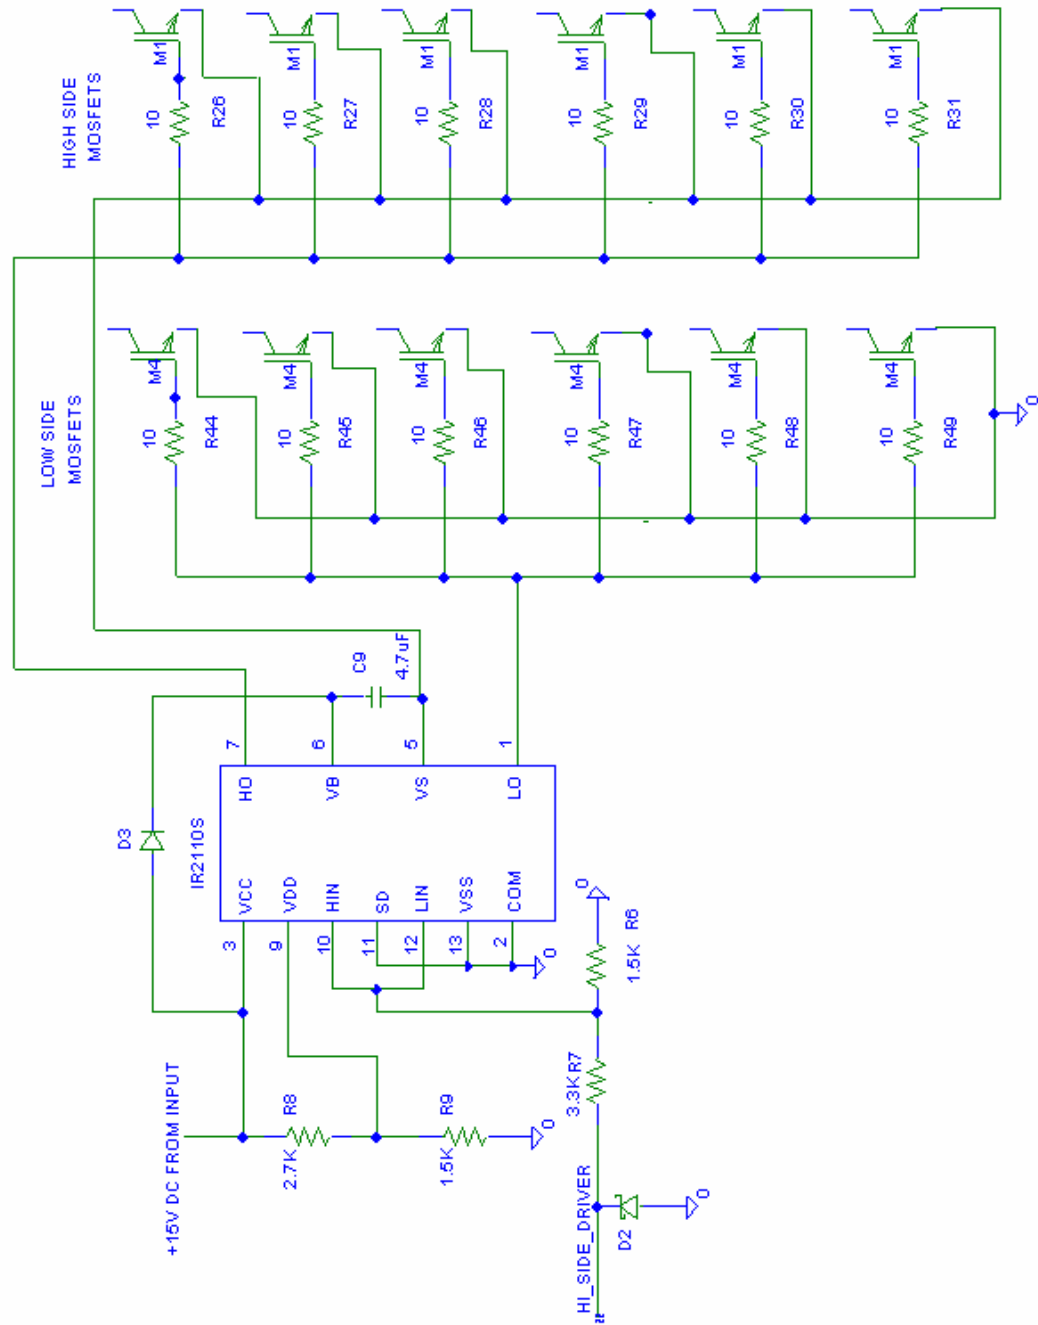 HIGH SIDE
MOSFETS
M1
10
R26
M1
10
R27
M1
10
R28
M1
10
R29
M1
10
R30
M1
10
R31
LOW SIDE
MOSFETS
M4
10
R44
M4
10
R45
M4
10
R46
M4
10
R47
M4
10
R48
M4
10
R49
0
C9
4.7uF
7
6
5
1
HO
VB
VS
LO
D3
IR2110S
VCC
VDD
HIN
SD
LIN
VSS
COM
3
9
10
11
12
13
2
0
0
1.5K R6
+15V DC FROM INPUT
R8
2.7K
R9
1.5K
0
3.3K R7
HI_SIDE_DRIVER
D2
0